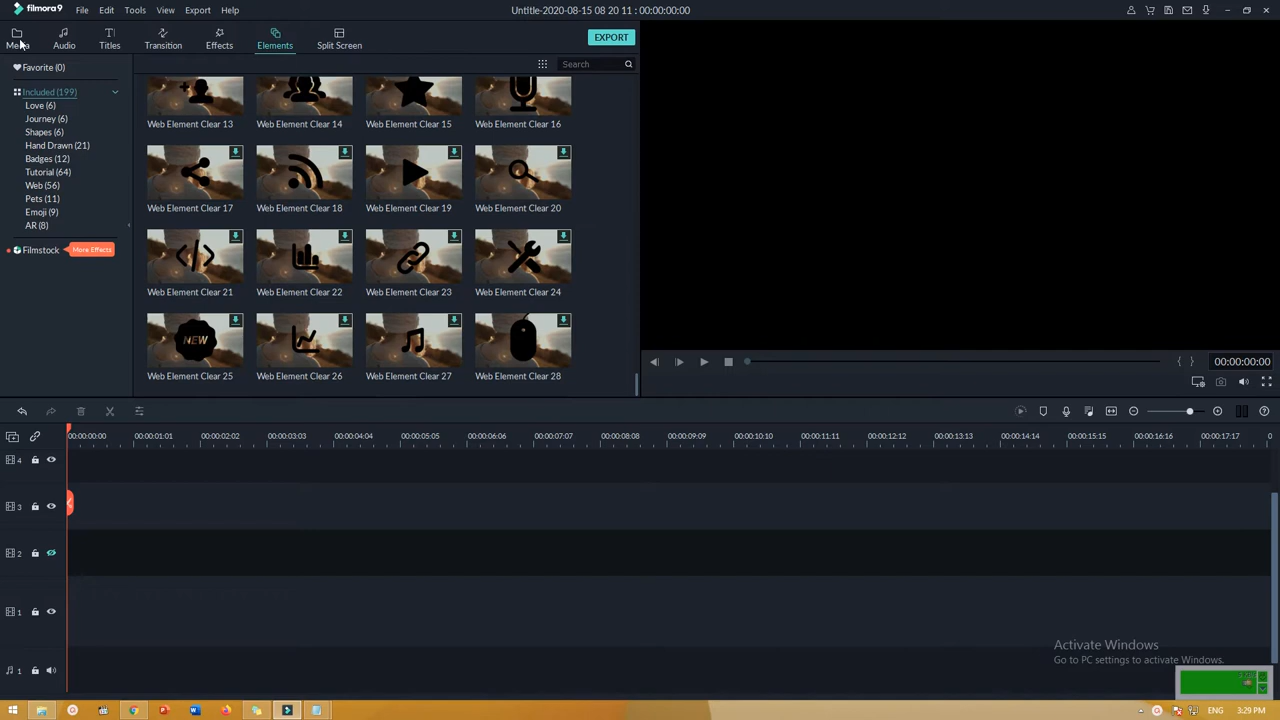 filmora9 File Edit Tools View Export Help Untitle-2020-08-15 08 20 11 : 00:00:00:00
Media Audio Titles Transition Effects Elements Split Screen EXPORT
Favorite (0) Search
Included (199)
Love (6)
Journey (6)
Shapes (6)
Hand Drawn (21)
Badges (12)
Tutorial (64)
Web (56)
Pets (11)
Emoji (9)
AR (8)
Filmstock More Effects
Web Element Clear 13 Web Element Clear 14 Web Element Clear 15 Web Element Clear 16
Web Element Clear 17 Web Element Clear 18 Web Element Clear 19 Web Element Clear 20
Web Element Clear 21 Web Element Clear 22 Web Element Clear 23 Web Element Clear 24
NEW
Web Element Clear 25 Web Element Clear 26 Web Element Clear 27 Web Element Clear 28
{ } 00:00:00:00
00:00:00:00 00:00:01:01 00:00:02:02 00:00:03:03 00:00:04:04 00:00:05:05 00:00:06:06 00:00:07:07 00:00:08:08 00:00:09:09 00:00:10:10 00:00:11:11 00:00:12:12 00:00:13:13 00:00:14:14 00:00:15:15 00:00:16:16 00:00:17:17 0
4
3
2
1
1
Activate Windows
Go to PC settings to activate Windows.
ENG 3:29 PM